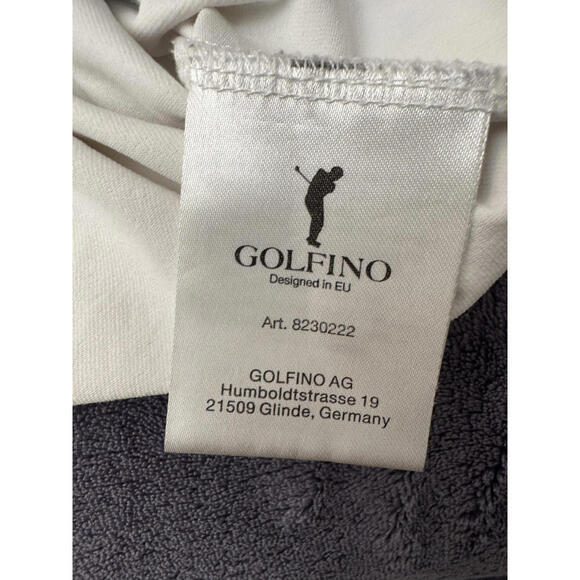 GOLFINO
Designed in EU
Art. 8230222
GOLFINO AG
Humboldtstrasse 19
21509 Glinde, Germany